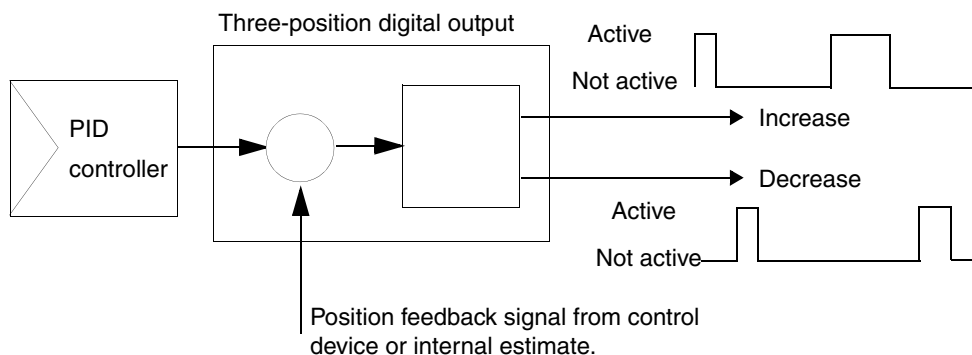 Three-position digital output
Active
Not active
PID
controller
Increase
Decrease
Active
Not active
Position feedback signal from control
device or internal estimate.